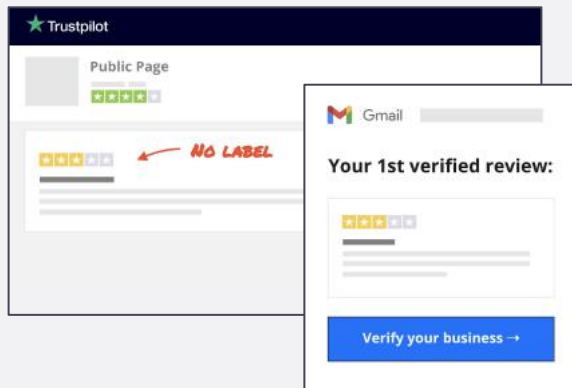 Trustpilot
Public Page
No label
Gmail
Your 1st verified review:
Verify your business →